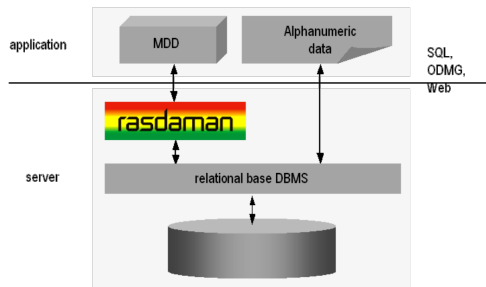 application
MDD
Alphanumeric
data
SQL,
ODMG,
Web
rasdaman
server
relational base DBMS